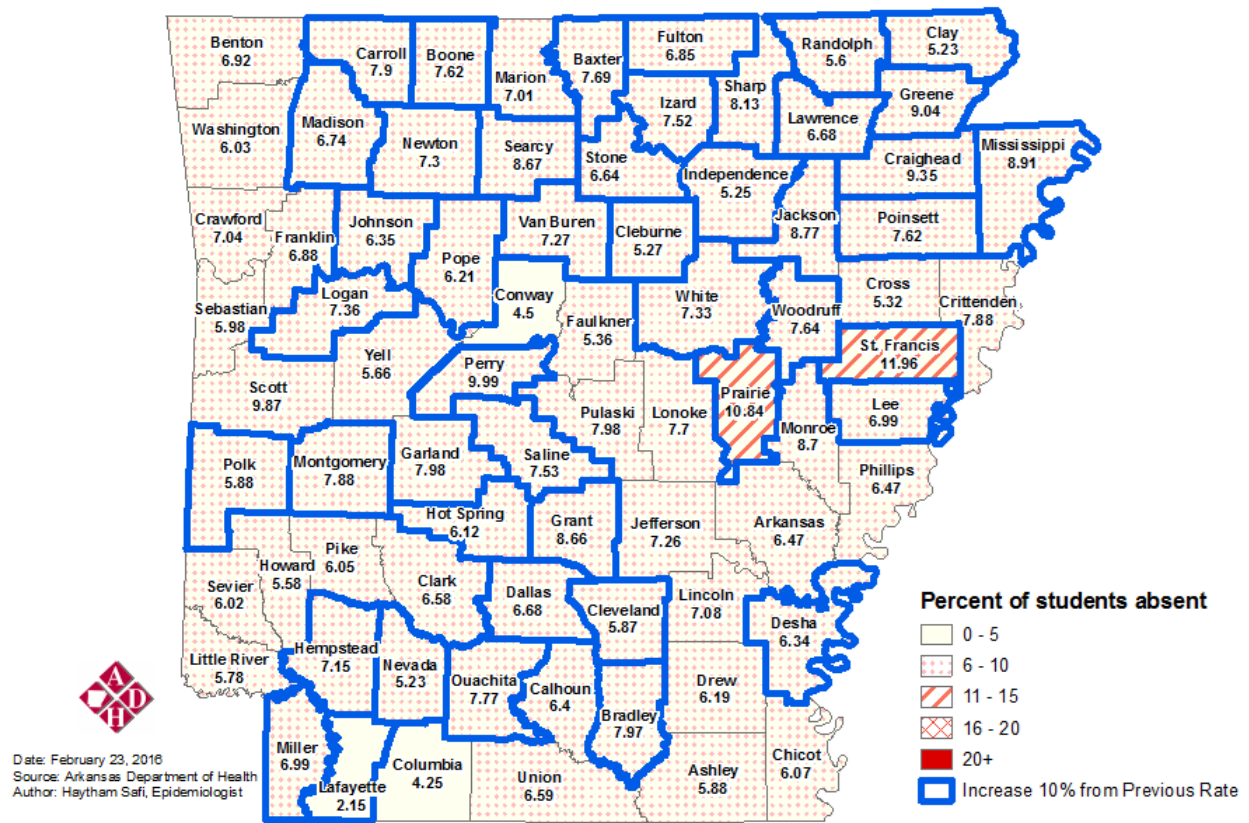 Benton
6.92
Carroll
7.9
Boone
7.62
Marion
7.01
Baxter
7.69
Fulton
6.85
Randolph
5.6
Clay
5.23
Washington
6.03
Madison
6.74
Newton
7.3
Searcy
8.67
Stone
6.64
Izard
7.52
Sharp
8.13
Lawrence
6.68
Greene
9.04
Independence
5.25
Craighead
9.35
Mississippi
8.91
Crawford
7.04
Franklin
6.88
Johnson
6.35
Pope
6.21
Van Buren
7.27
Cleburne
5.27
Jackson
8.77
Poinsett
7.62
Sebastian
5.98
Logan
7.36
Conway
4.5
Faulkner
5.36
White
7.33
Woodruff
7.64
Cross
5.32
Crittenden
7.88
Scott
9.87
Yell
5.66
Perry
9.99
Pulaski
7.98
Lonoke
7.7
Prairie
10.84
St. Francis
11.96
Monroe
8.7
Lee
6.99
Polk
5.88
Montgomery
7.88
Garland
7.98
Saline
7.53
Phillips
6.47
Hot Spring
6.12
Grant
8.66
Jefferson
7.26
Arkansas
6.47
Sevier
6.02
Howard
5.58
Pike
6.05
Clark
6.58
Dallas
6.68
Cleveland
5.87
Lincoln
7.08
Desha
6.34
Little River
5.78
Hempstead
7.15
Nevada
5.23
Ouachita
7.77
Calhoun
6.4
Bradley
7.97
Drew
6.19
Miller
6.99
Lafayette
2.15
Columbia
4.25
Union
6.59
Ashley
5.88
Chicot
6.07
Percent of students absent
0 - 5
6 - 10
11 - 15
16 - 20
20+
Increase 10% from Previous Rate
A
D
H
Date: February 23, 2016
Source: Arkansas Department of Health
Author: Haytham Safi, Epidemiologist